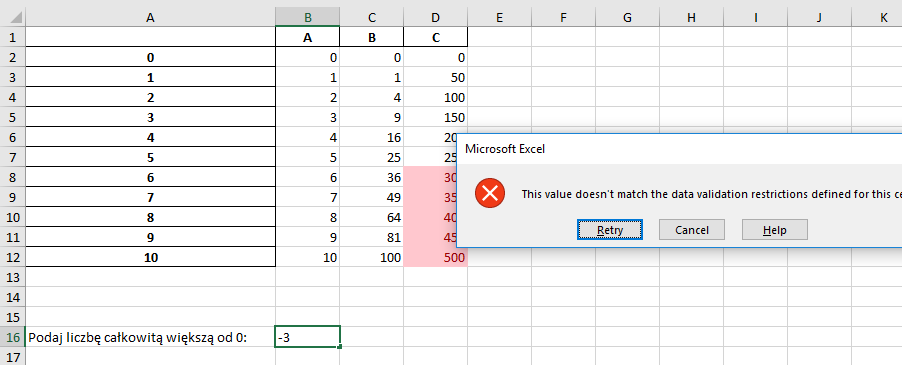 A B C D E F G H I J K
1 A B C
2 0 0 0 0
3 1 1 1 50
4 2 2 4 100
5 3 3 9 150
6 4 4 16 20
7 5 5 25 25
Microsoft Excel
8 6 6 36 30
9 7 7 49 35
This value doesn't match the data validation restrictions defined for this ce
10 8 8 64 40
11 9 9 81 45
Retry Cancel Help
12 10 10 100 500
13
14
15
16 Podaj liczbę całkowitą większą od 0: -3
17